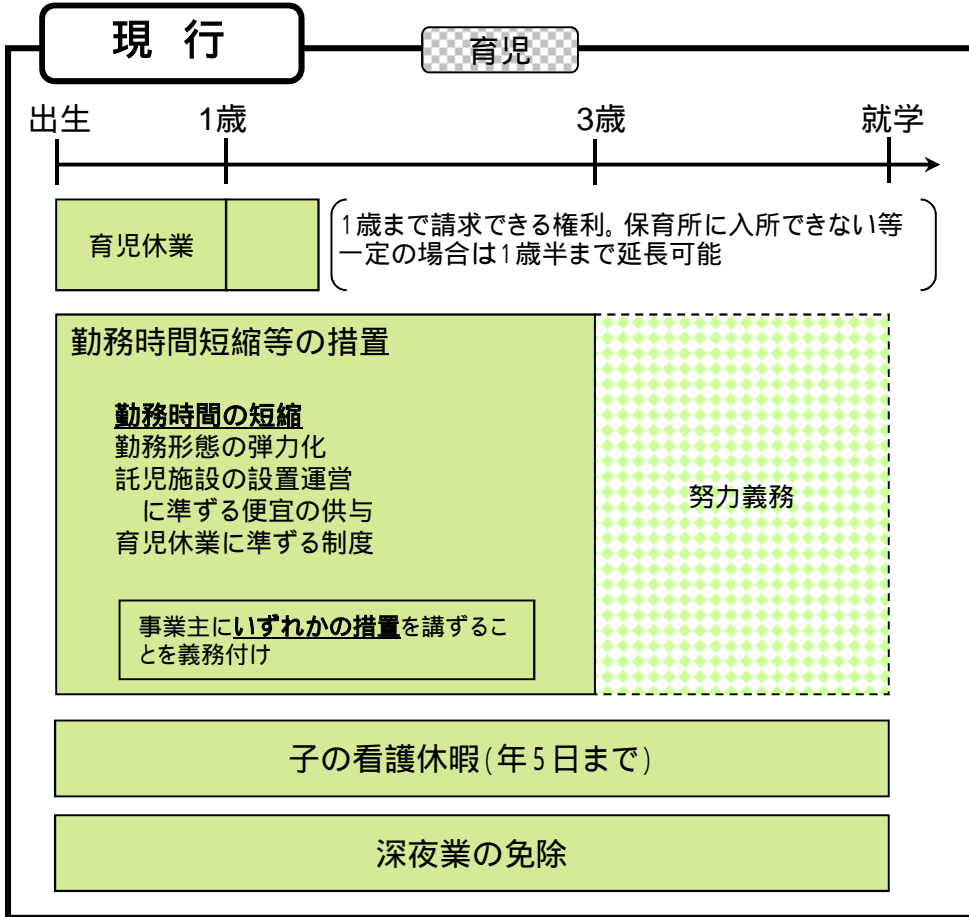 現 行
育児
出生
1歳
3歳
就学
育児休業
1歳まで請求できる権利。保育所に入所できない等
一定の場合は1歳半まで延長可能
勤務時間短縮等の措置
勤務時間の短縮
勤務形態の弾力化
託児施設の設置運営
に準ずる便宜の供与
育児休業に準ずる制度
事業主にいずれかの措置を講ずるこ
とを義務付け
努力義務
子の看護休暇(年5日まで)
深夜業の免除